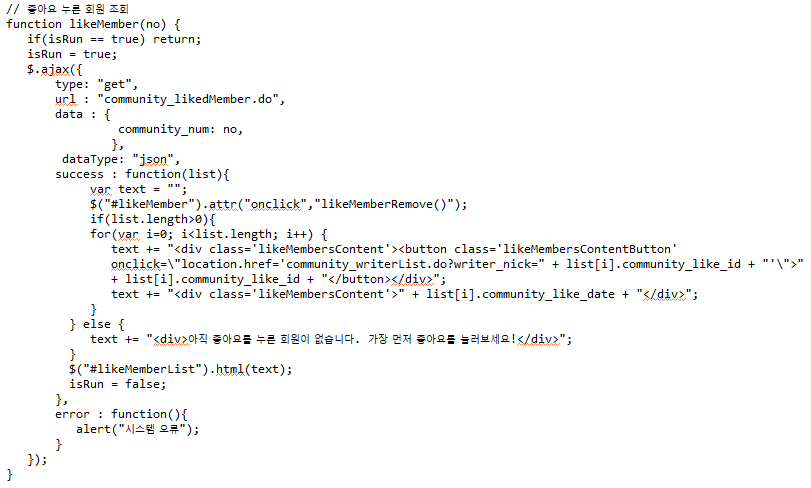 // 좋아요 누른 회원 조회
function likeMember(no) {
if(isRun == true) return;
isRun = true;
$.ajax({
type: "get",
url : "community_likedMember.do",
data : {
community_num: no,
},
dataType: "json",
success : function(list){
var text = "";
$("#likeMember").attr("onclick","likeMemberRemove()");
if(list.length>0){
for(var i=0; i<list.length; i++) {
text += "<div class='likeMembersContent'><button class='likeMembersContentButton'
onclick=\"location.href='community_writerList.do?writer_nick=" + list[i].community_like_id + "'\">"
+ list[i].community_like_id + "</button></div>";
text += "<div class='likeMembersContent'>" + list[i].community_like_date + "</div>";
}
} else {
text += "<div>아직 좋아요를 누른 회원이 없습니다. 가장 먼저 좋아요를 눌러보세요!</div>";
}
$("#likeMemberList").html(text);
isRun = false;
},
error : function(){
alert("시스템 오류");
}
});
}